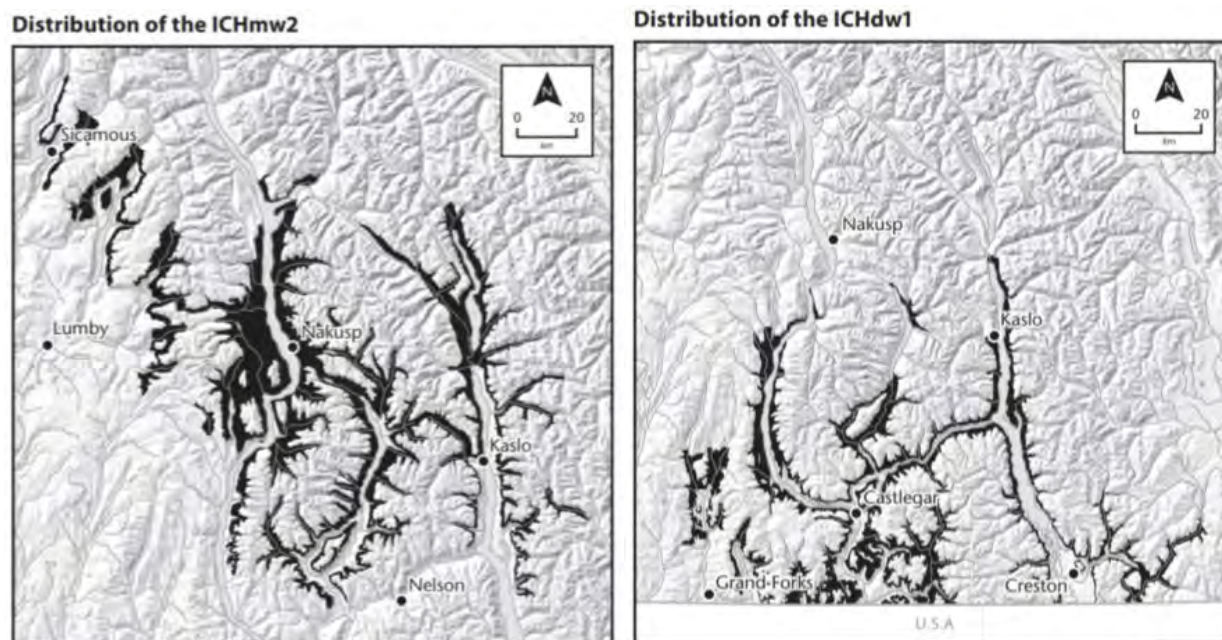 Distribution of the ICHmw2
N
0 20
km
Sicamous
Lumby
Nakusp
Kaslo
Nelson
Distribution of the ICHdw1
N
0 20
km
Nakusp
Kaslo
Castlegar
Grand Forks
Creston
U.S.A